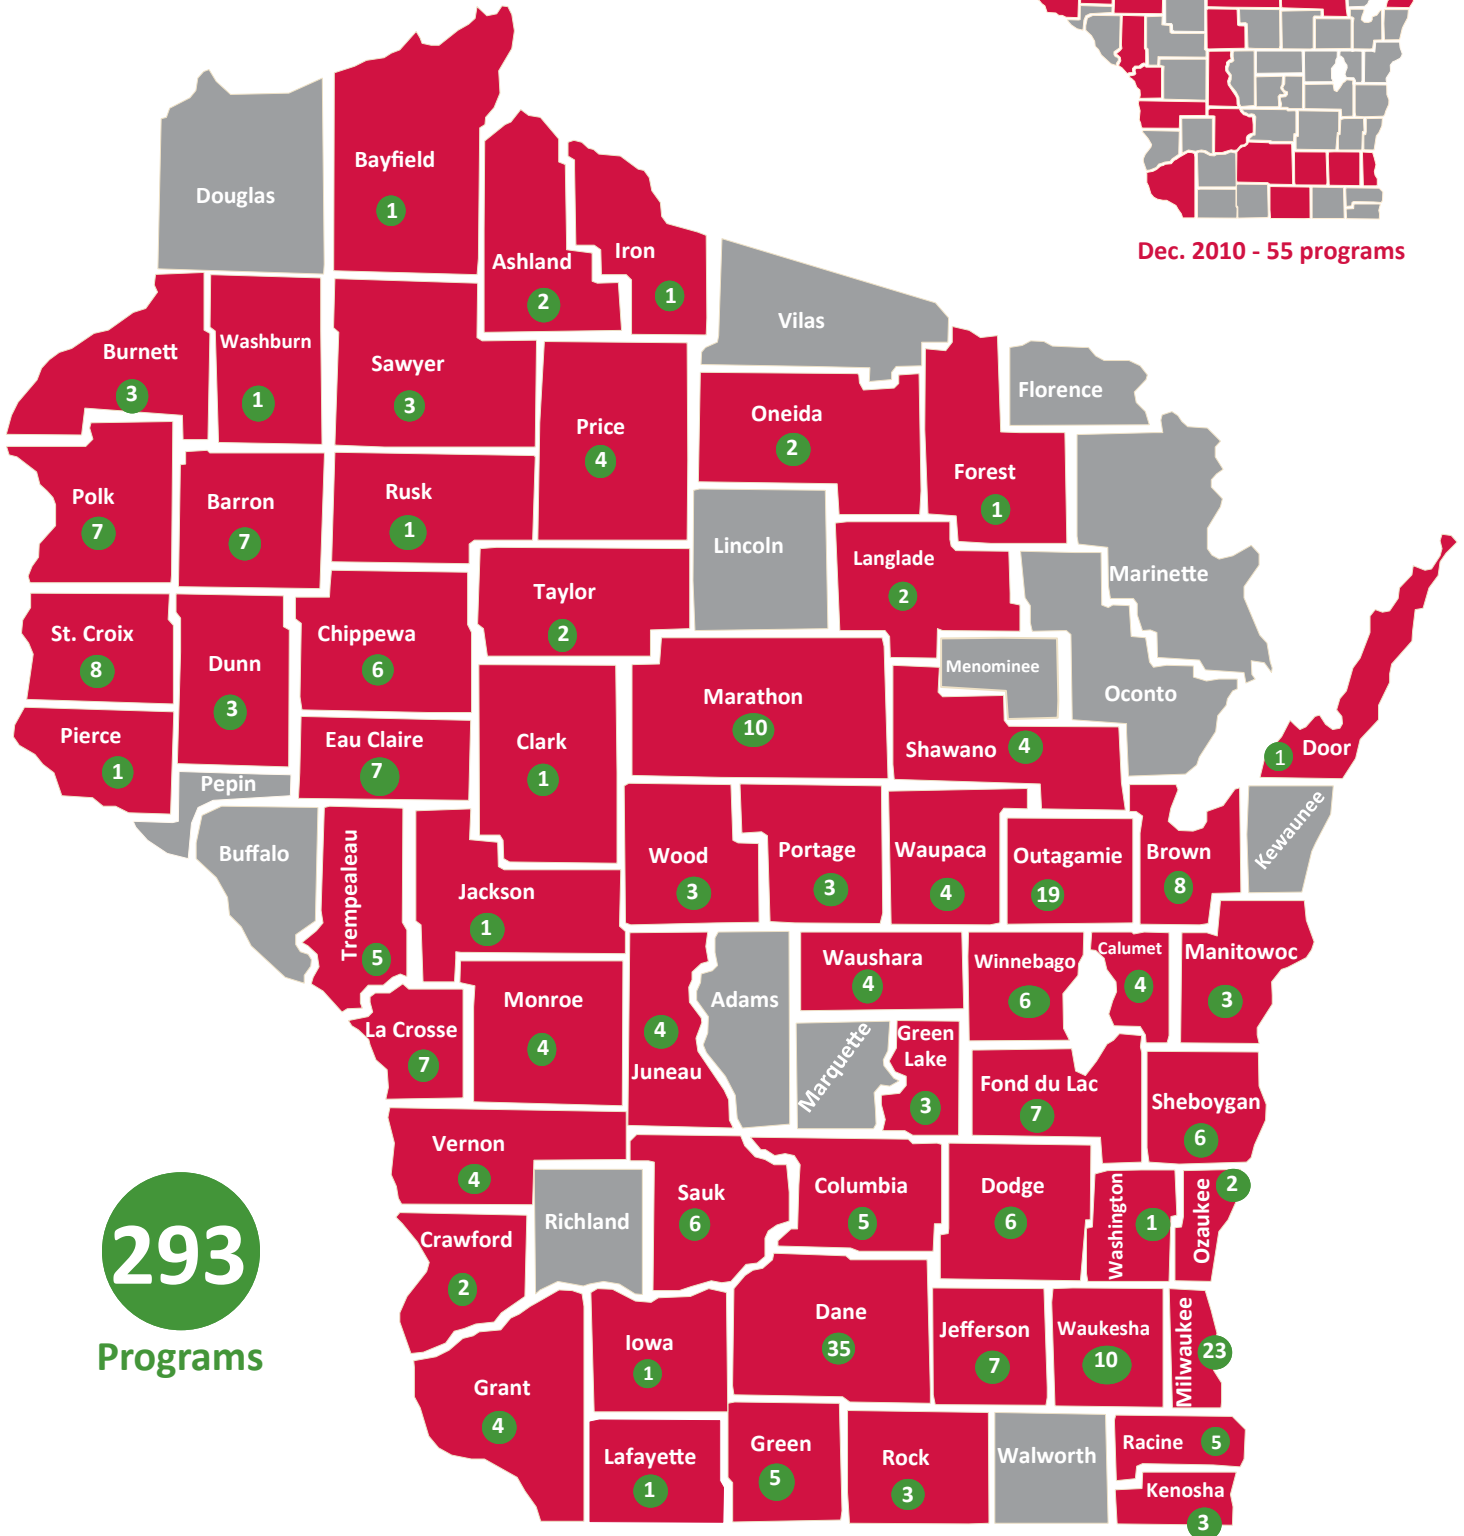 Dec. 2010 - 55 programs
Bayfield
1
Douglas
Ashland
2
Iron
1
Vilas
Burnett
3
Washburn
1
Sawyer
3
Price
4
Oneida
2
Florence
Forest
1
Polk
7
Barron
7
Rusk
1
Lincoln
Langlade
2
Marinette
Taylor
2
St. Croix
8
Dunn
3
Chippewa
6
Menominee
Oconto
Marathon
10
Pierce
1
Eau Claire
7
Clark
1
Shawano
4
Door
1
Pepin
Buffalo
Trempealeau
5
Jackson
1
Wood
3
Portage
3
Waupaca
4
Outagamie
19
Brown
8
Kewaunee
Waushara
4
Winnebago
6
Calumet
4
Manitowoc
3
La Crosse
7
Monroe
4
4
Juneau
Adams
Marquette
Green
Lake
3
Fond du Lac
7
Sheboygan
6
Vernon
4
Richland
Sauk
6
Columbia
5
Dodge
6
Washington
1
Ozaukee
2
Crawford
2
293
Programs
Iowa
1
Dane
35
Jefferson
7
Waukesha
10
Milwaukee
23
Grant
4
Lafayette
1
Green
5
Rock
3
Walworth
Racine
5
Kenosha
3